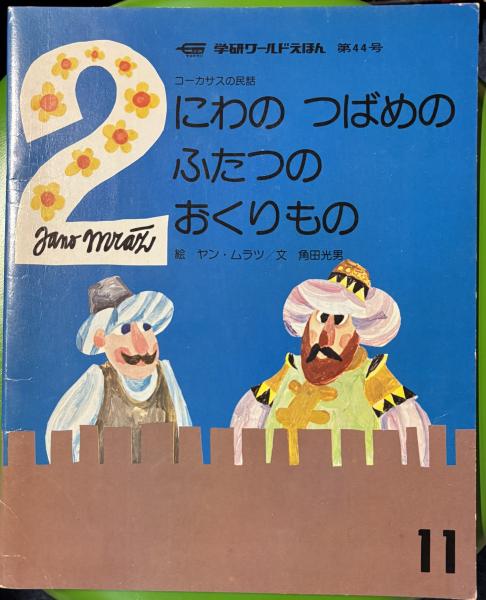 学研ワールドえほん 第44号
コーカサスの民話
2
にわの つばめの
ふたつの
おくりもの
Jano Mráz
絵 ヤン・ムラツ/文 角田光男
11